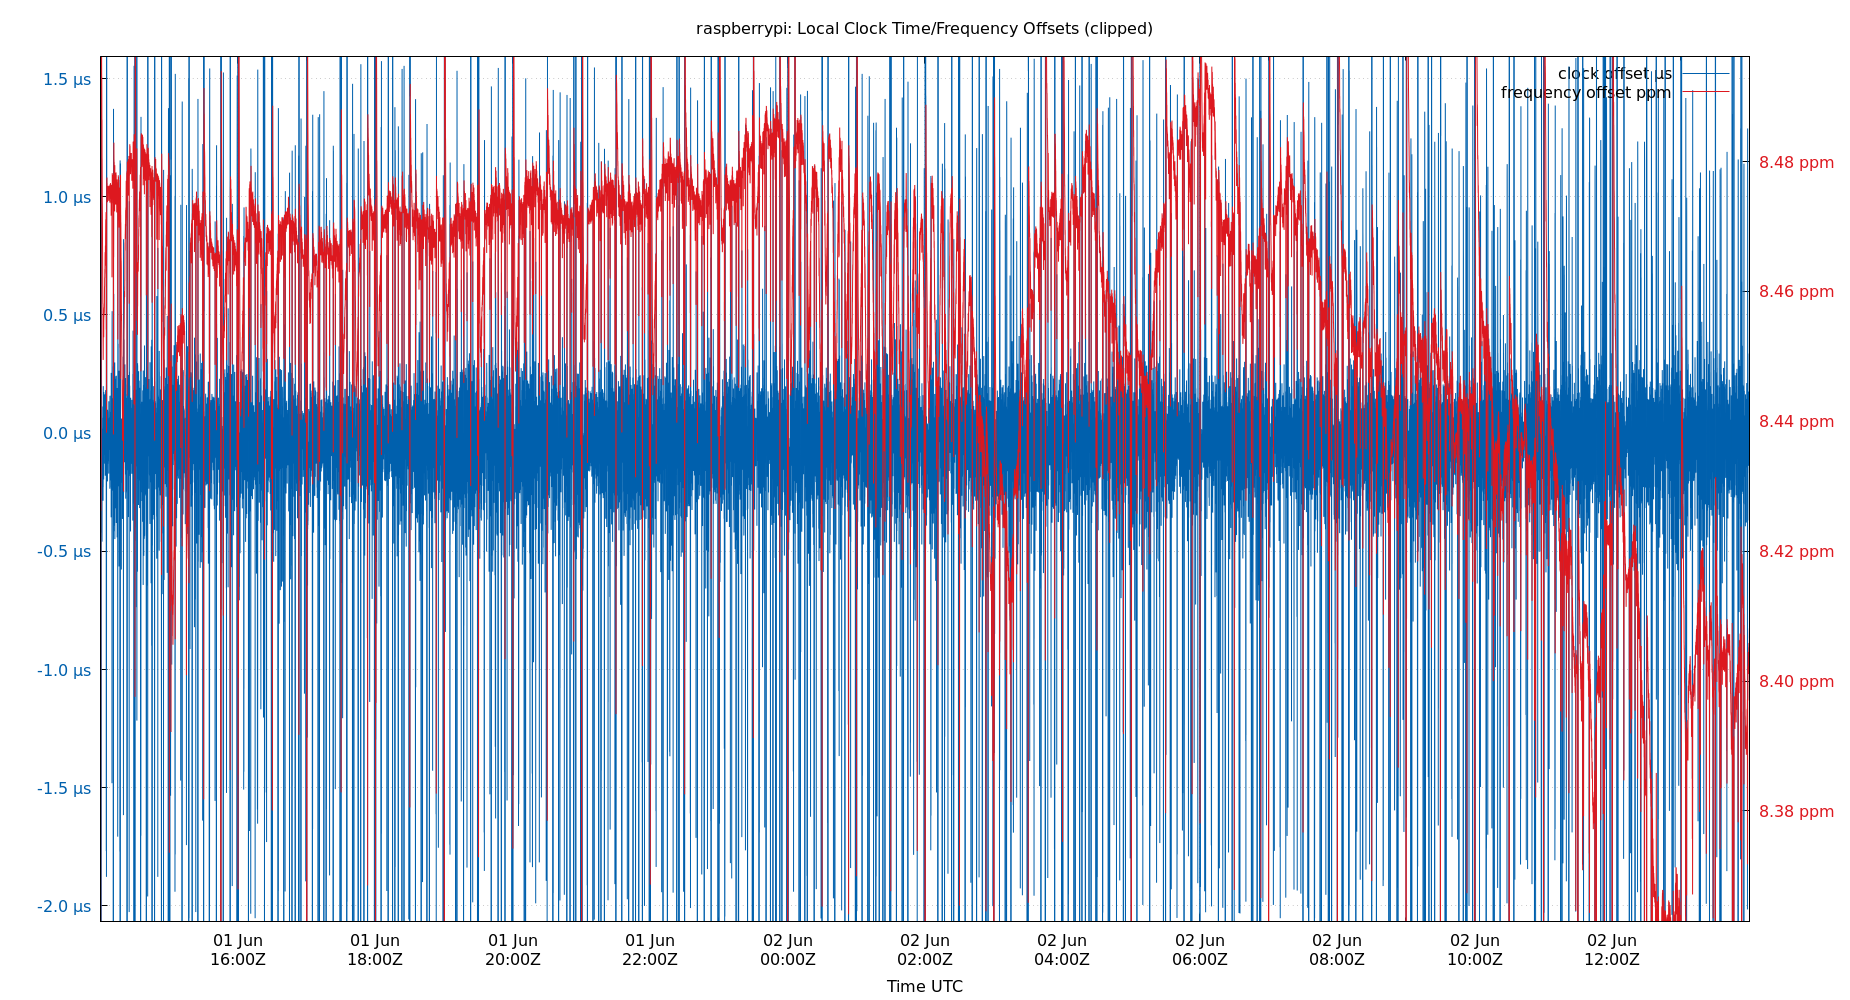 raspberrypi: Local Clock Time/Frequency Offsets (clipped)
clock offset µs
frequency offset ppm
1.5 µs
1.0 µs
0.5 µs
0.0 µs
-0.5 µs
-1.0 µs
-1.5 µs
-2.0 µs
8.48 ppm
8.46 ppm
8.44 ppm
8.42 ppm
8.40 ppm
8.38 ppm
01 Jun 01 Jun 01 Jun 01 Jun 02 Jun 02 Jun 02 Jun 02 Jun 02 Jun 02 Jun 02 Jun
16:00Z 18:00Z 20:00Z 22:00Z 00:00Z 02:00Z 04:00Z 06:00Z 08:00Z 10:00Z 12:00Z
Time UTC